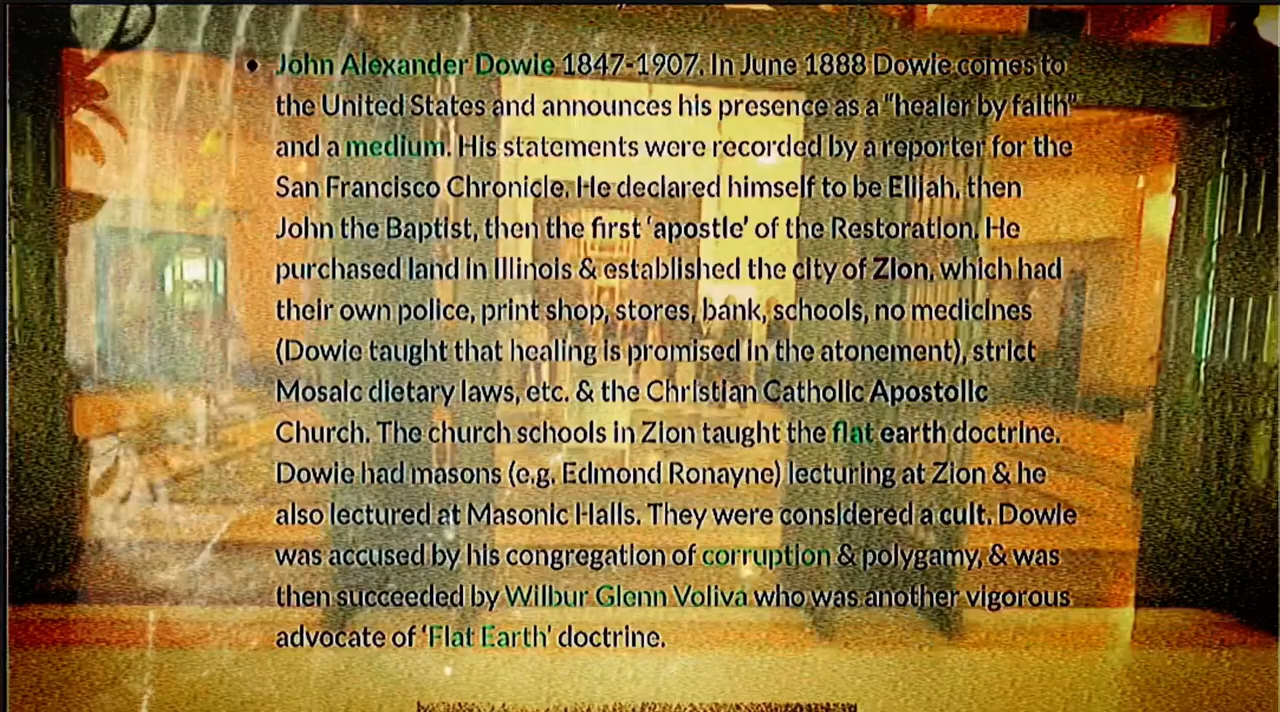 • John Alexander Dowie 1847-1907. In June 1888 Dowie comes to
the United States and announces his presence as a "healer by faith"
and a medium. His statements were recorded by a reporter for the
San Francisco Chronicle. He declared himself to be Elijah, then
John the Baptist, then the first 'apostle' of the Restoration. He
purchased land in Illinois & established the city of Zion, which had
their own police, print shop, stores, bank, schools, no medicines
(Dowie taught that healing is promised in the atonement), strict
Mosaic dietary laws, etc. & the Christian Catholic Apostolic
Church. The church schools in Zion taught the flat earth doctrine.
Dowie had masons (e.g. Edmond Ronayne) lecturing at Zion & he
also lectured at Masonic Halls. They were considered a cult. Dowie
was accused by his congregation of corruption & polygamy, & was
then succeeded by Wilbur Glenn Voliva who was another vigorous
advocate of 'Flat Earth' doctrine.